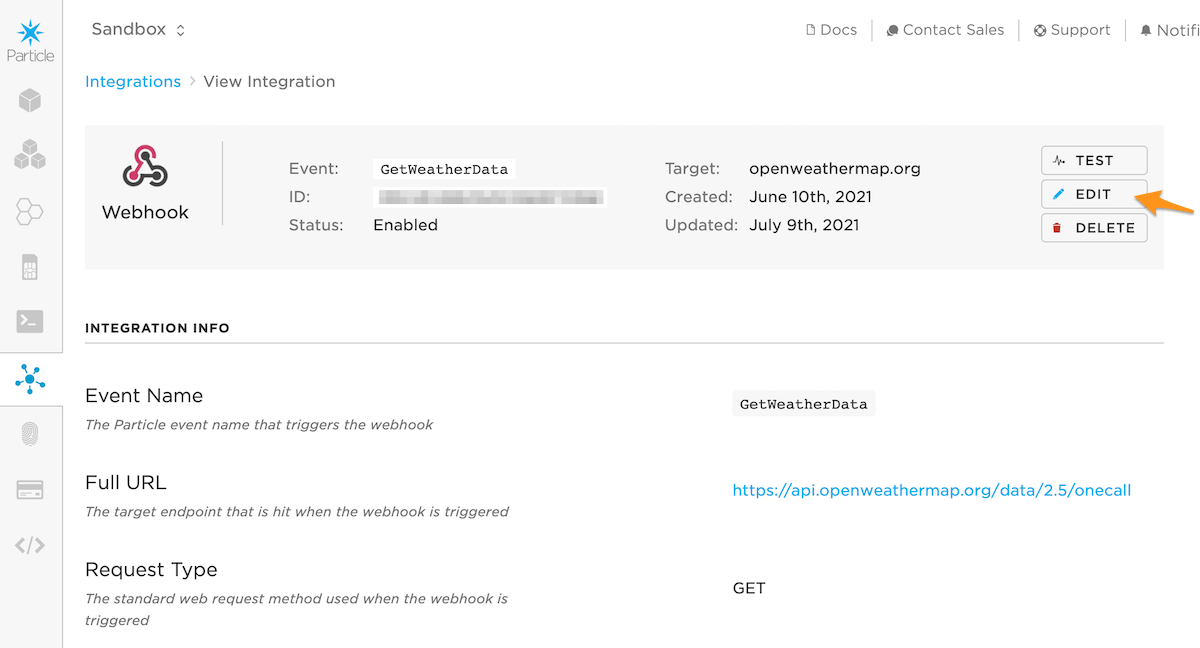 Sandbox
Docs
Contact Sales
Support
Notifi
Particle
Integrations > View Integration
Webhook
Event: GetWeatherData
ID:
Status: Enabled
Target: openweathermap.org
Created: June 10th, 2021
Updated: July 9th, 2021
TEST
EDIT
DELETE
INTEGRATION INFO
Event Name
The Particle event name that triggers the webhook
GetWeatherData
Full URL
The target endpoint that is hit when the webhook is triggered
https://api.openweathermap.org/data/2.5/onecall
Request Type
The standard web request method used when the webhook is
triggered
GET